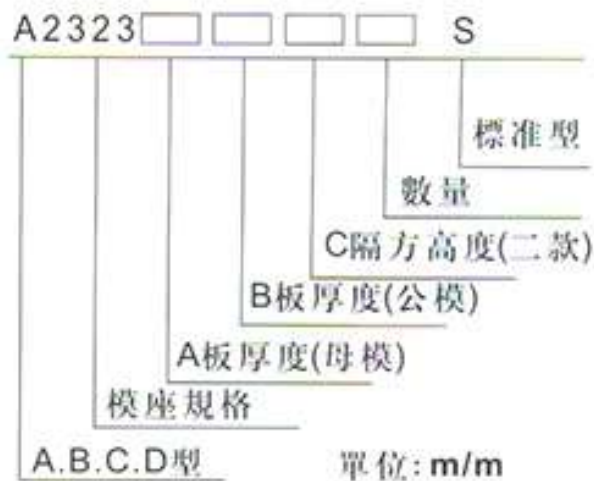 A2323 S
標准型
數量
C隔方高度(二款)
B板厚度(公模)
A板厚度(母模)
模座規格
A.B.C.D型
單位:m/m